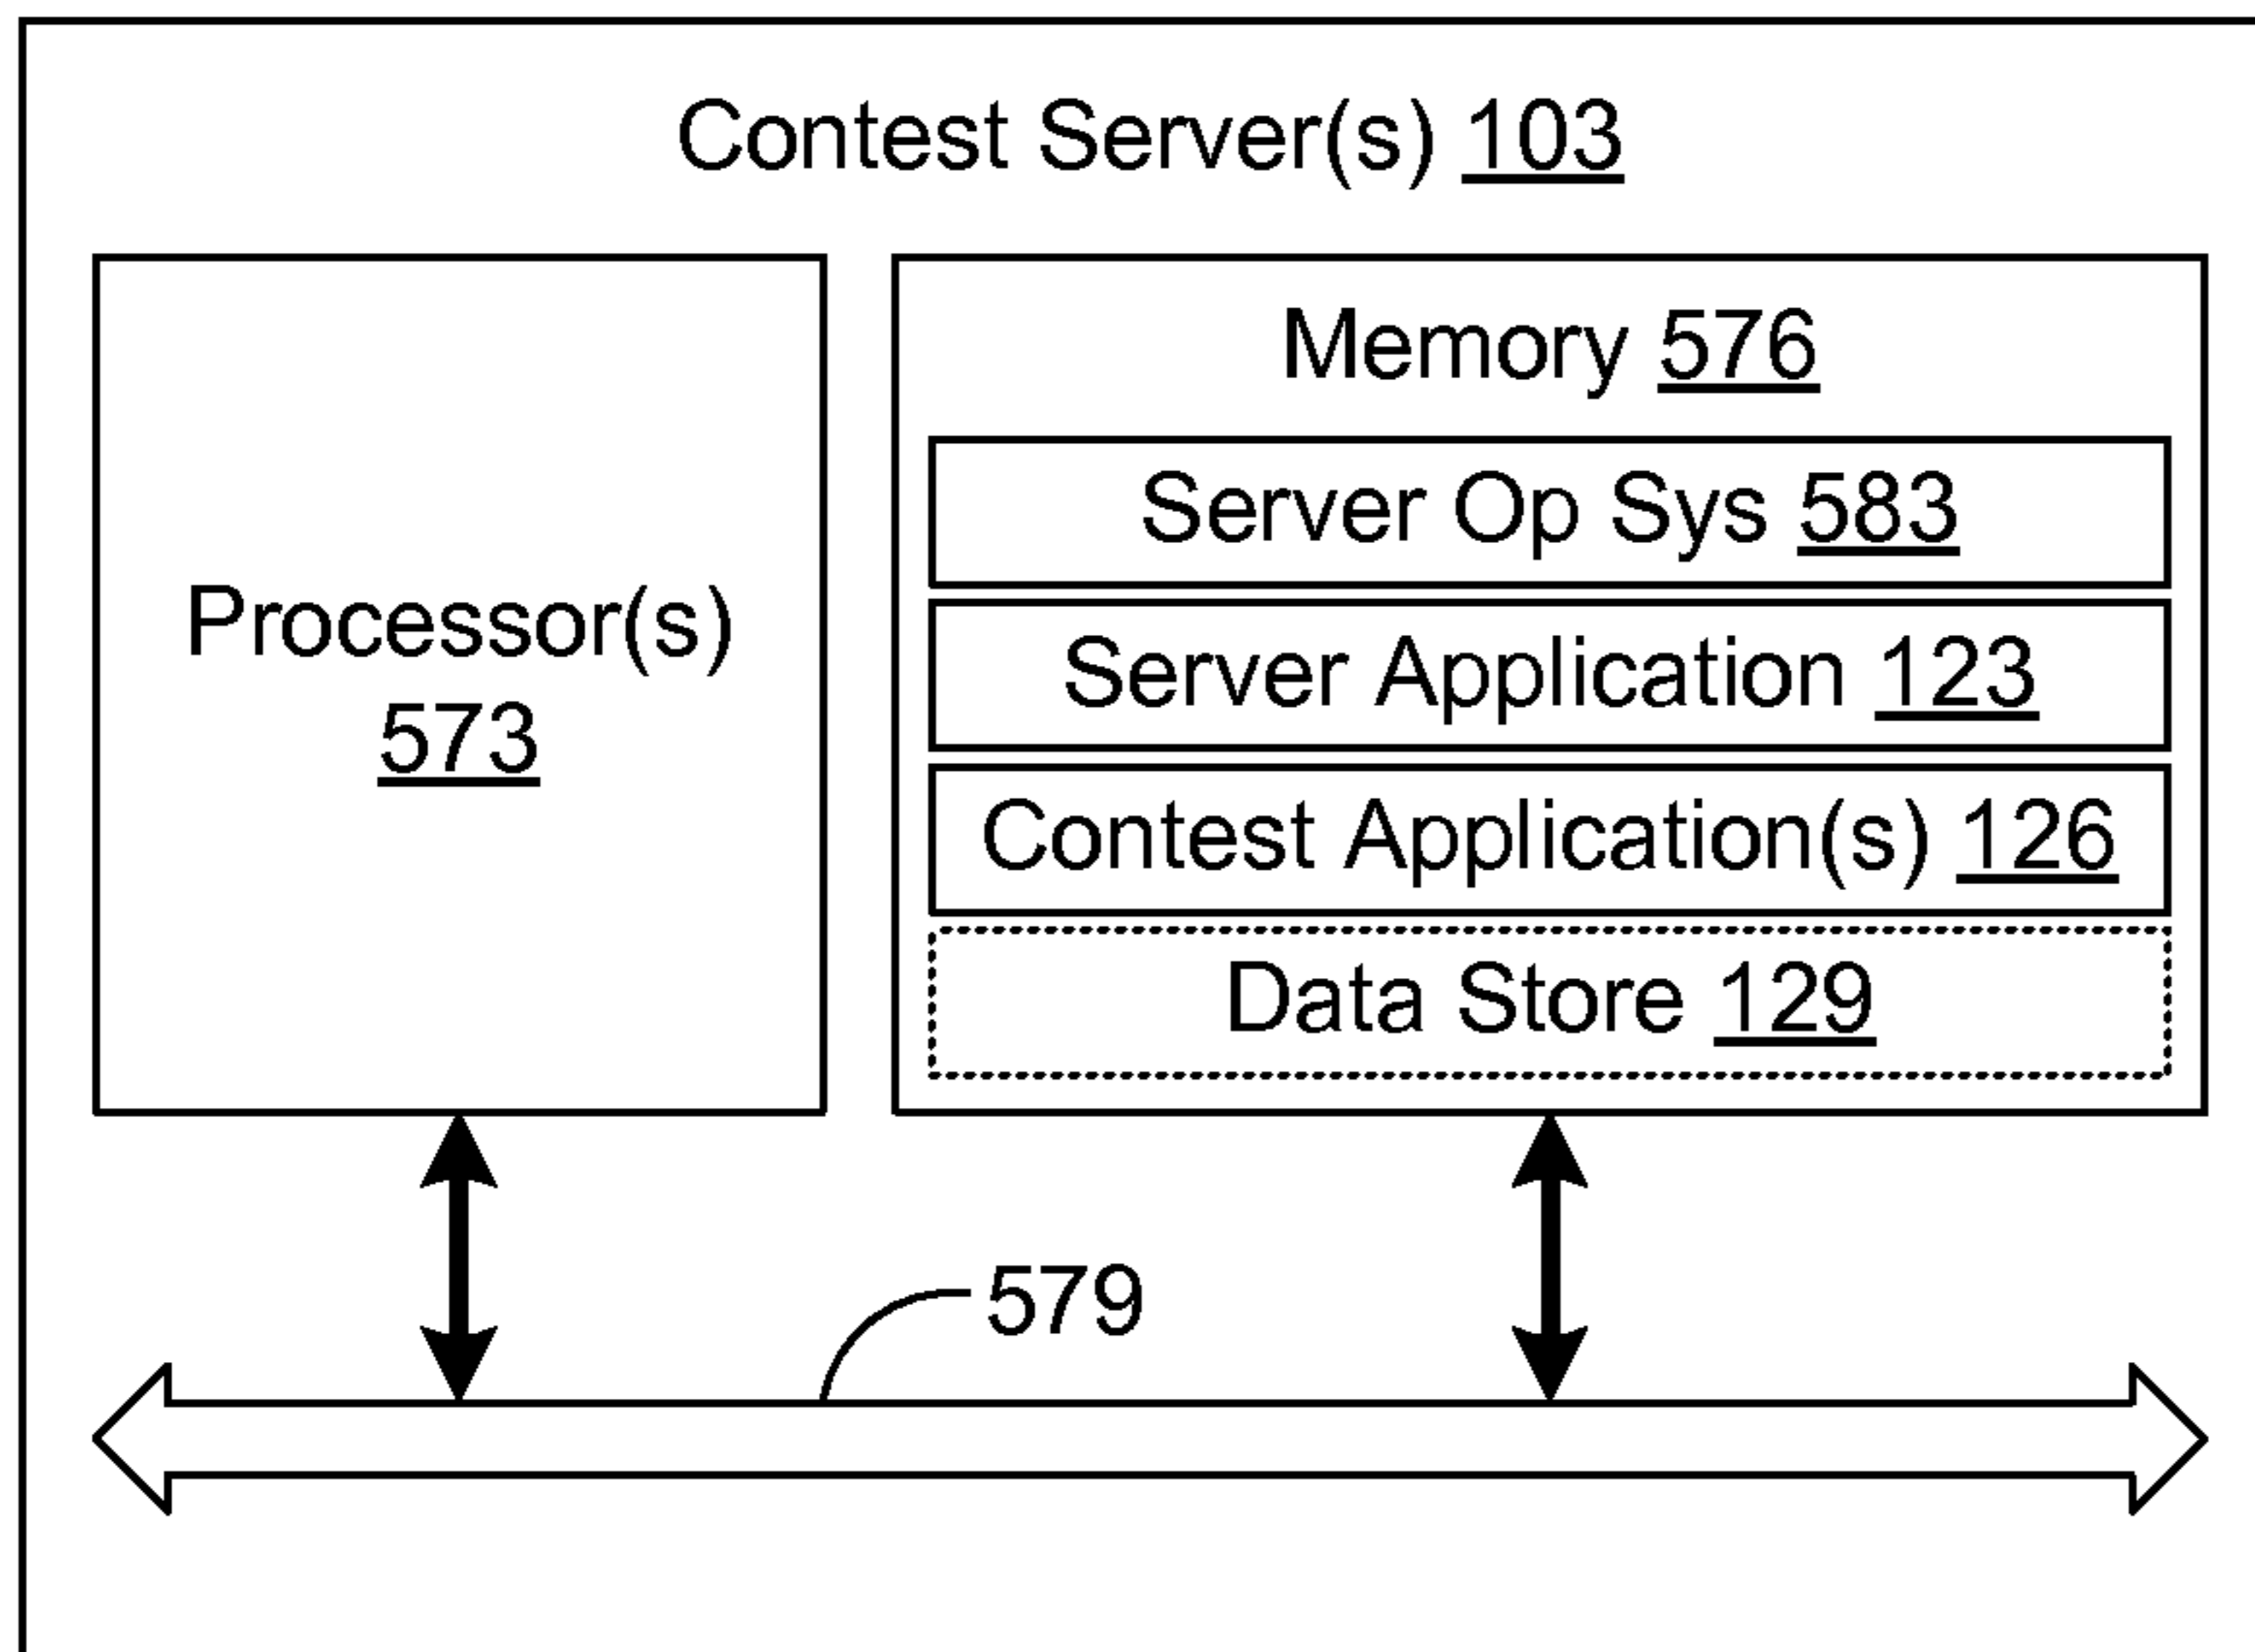 Contest Server(s) 103
Processor(s)
573
Memory 576
Server Op Sys 583
Server Application 123
Contest Application(s) 126
Data Store 129
579